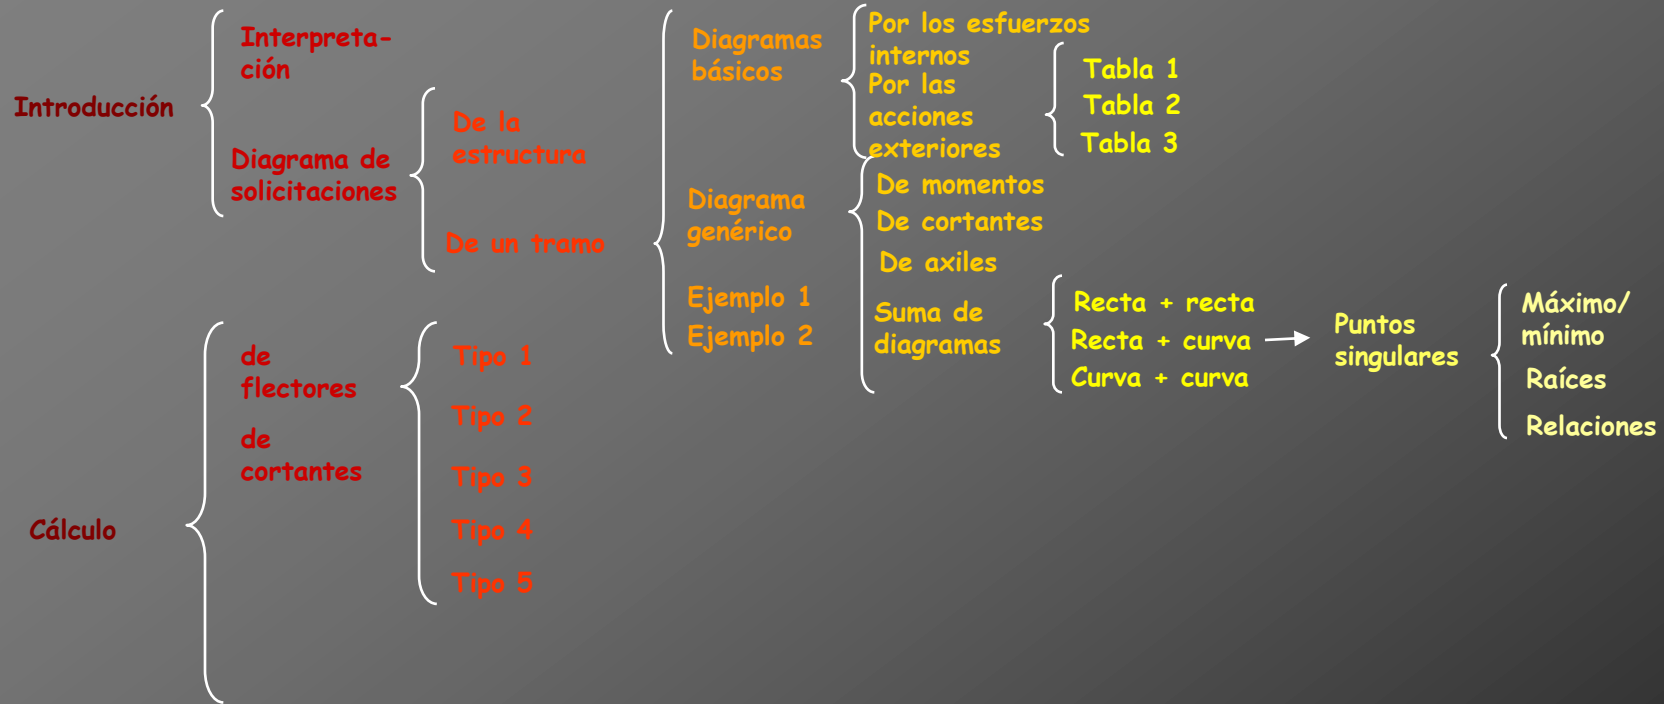 Introducción
Interpreta-
ción
Diagrama de
solicitaciones
De la
estructura
De un tramo
Diagramas
básicos
Por los esfuerzos
internos
Por las
acciones
exteriores
Tabla 1
Tabla 2
Tabla 3
Diagrama
genérico
De momentos
De cortantes
De axiles
Suma de
diagramas
Recta + recta
Recta + curva
Curva + curva
Puntos
singulares
Máximo/
mínimo
Raíces
Relaciones
Ejemplo 1
Ejemplo 2
Cálculo
de
flectores
de
cortantes
Tipo 1
Tipo 2
Tipo 3
Tipo 4
Tipo 5